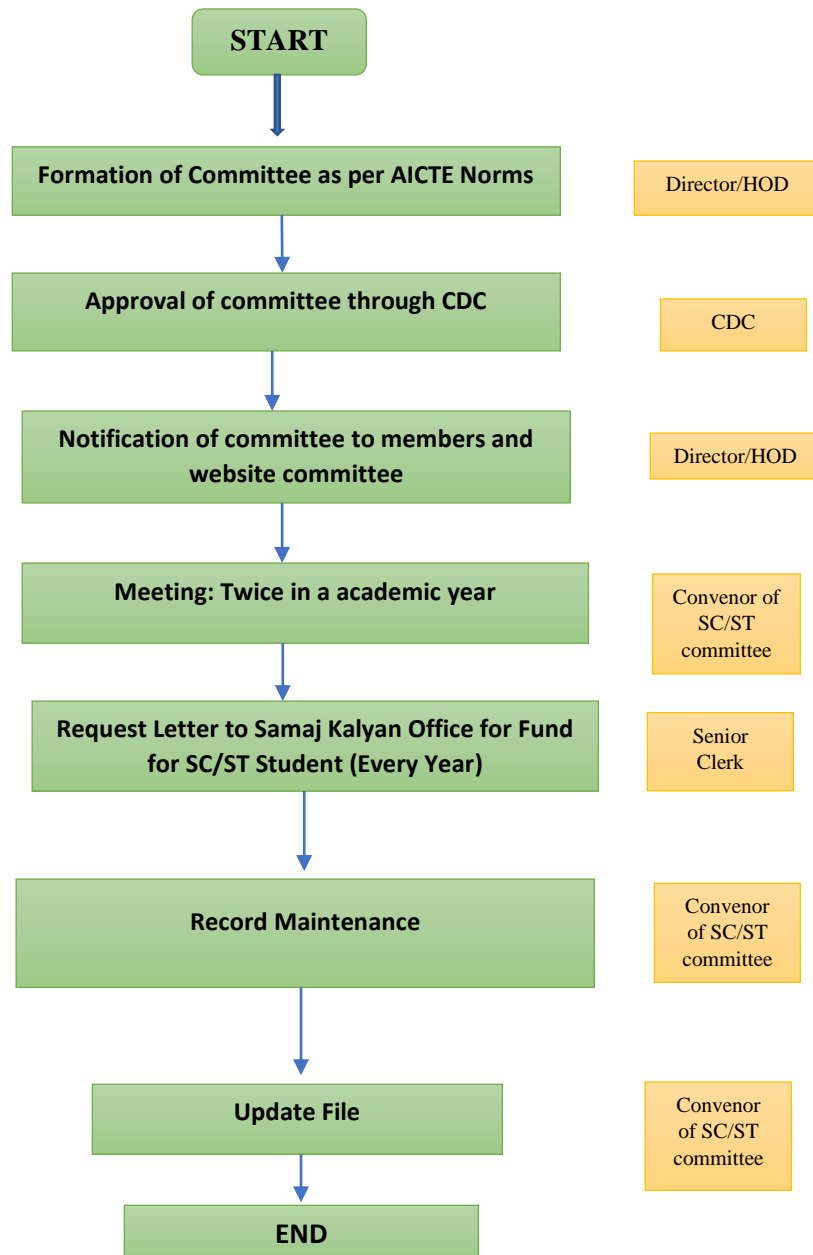 START
Formation of Committee as per AICTE Norms
Director/HOD
Approval of committee through CDC
CDC
Notification of committee to members and
website committee
Director/HOD
Meeting: Twice in a academic year
Convenor of
SC/ST
committee
Request Letter to Samaj Kalyan Office for Fund
for SC/ST Student (Every Year)
Senior
Clerk
Record Maintenance
Convenor
of SC/ST
committee
Update File
Convenor
of SC/ST
committee
END